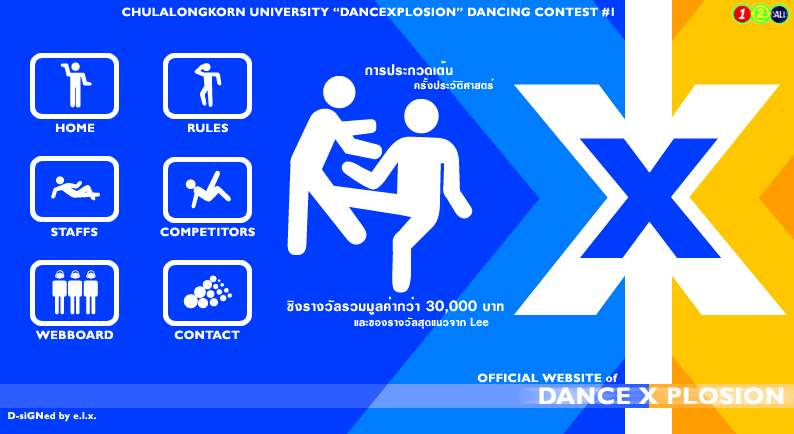 CHULALONGKORN UNIVERSITY “DANCEXPLOSION” DANCING CONTEST #1
1 2 CALL
การประกวดเต้น
ครั้งประวัติศาสตร์
HOME
RULES
STAFFS
COMPETITORS
WEBBOARD
CONTACT
ชิงรางวัลรวมมูลค่ากว่า 30,000 บาท
และของรางวัลสุดแนวจาก Lee
X
OFFICIAL WEBSITE of
DANCE X PLOSION
D-siGNed by e.l.x.